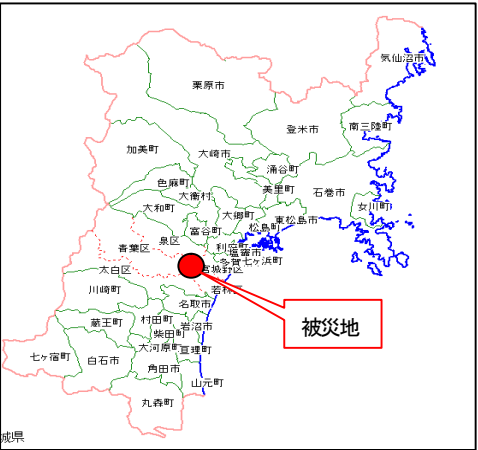 気仙沼市
栗原市
登米市
南三陸町
加美町
大崎市
涌谷町
色麻町
美里町
石巻市
大衡村
女川町
大和町
大郷町
東松島市
富谷町
松島町
泉区
青葉区
利府町
塩竈市
多賀
七ヶ浜町
太白区
宮城野区
川崎町
若林
名取市
蔵王町
村田町
岩沼市
柴田町
七ヶ宿町
白石市
大河原町
亘理町
角田市
山元町
丸森町
被災地
城県